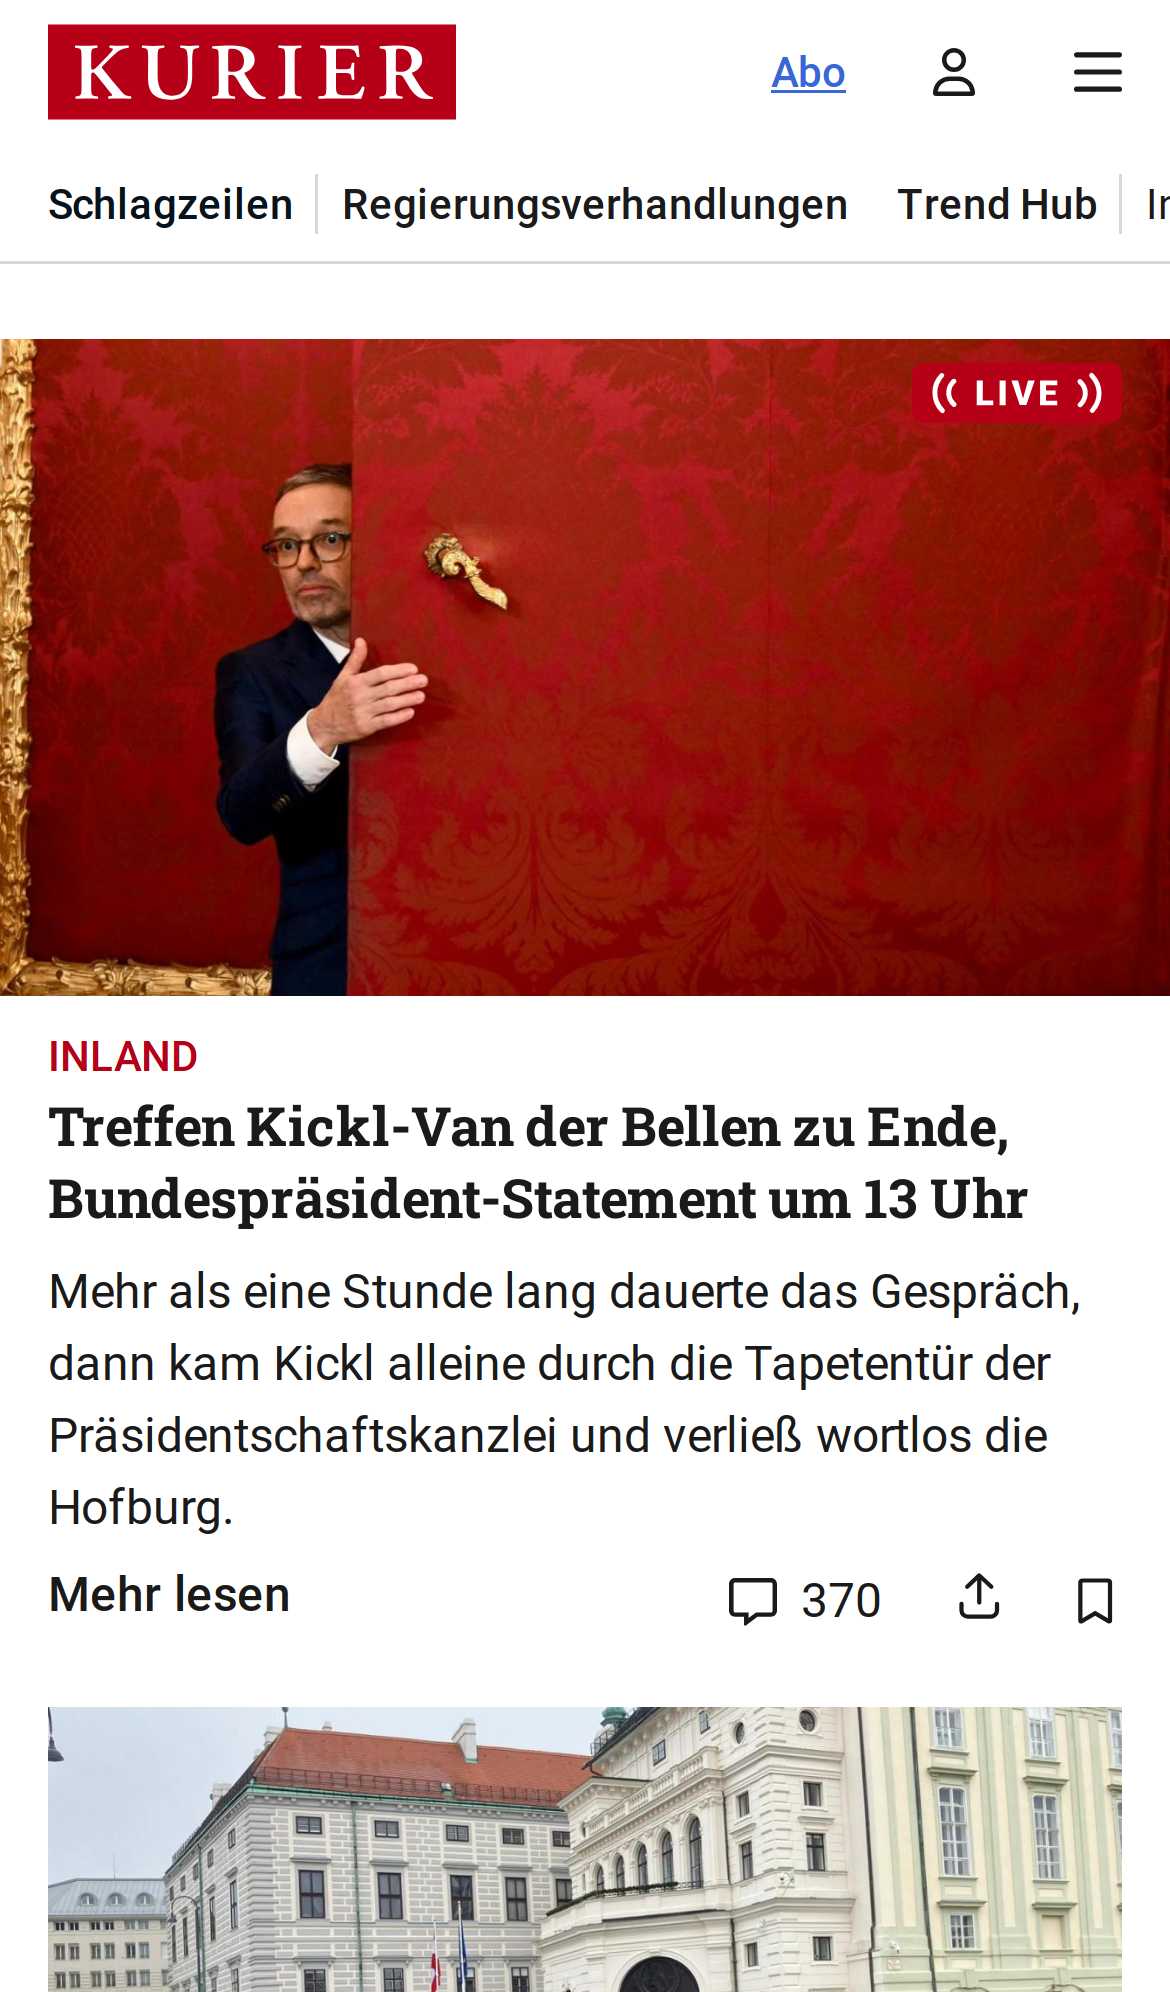 KURIER
Abo
Schlagzeilen
Regierungsverhandlungen
Trend Hub
LIVE
INLAND
Treffen Kickl-Van der Bellen zu Ende,
Bundespräsident-Statement um 13 Uhr
Mehr als eine Stunde lang dauerte das Gespräch,
dann kam Kickl alleine durch die Tapetentür der
Präsidentschaftskanzlei und verließ wortlos die
Hofburg.
Mehr lesen
370